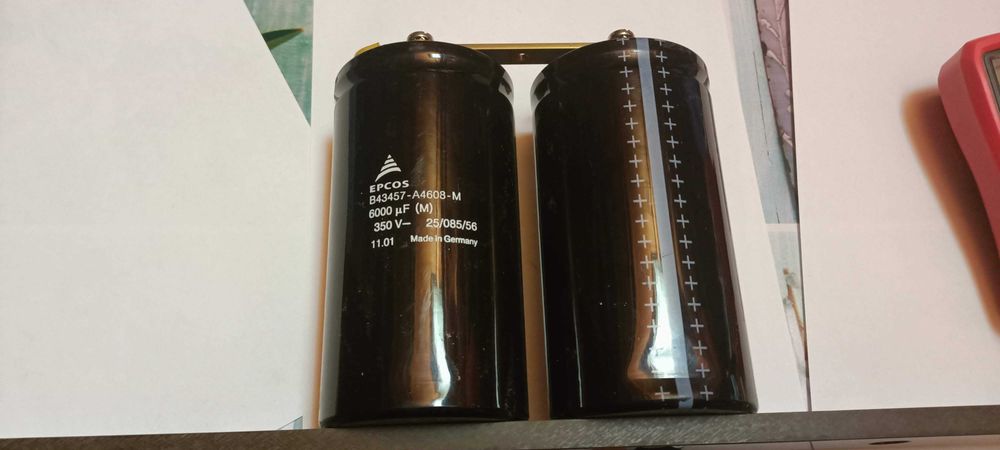 EPCOS
B43457-A4608-M
6000 µF (M)
350 V⎓ 25/085/56
11.01 Made in Germany